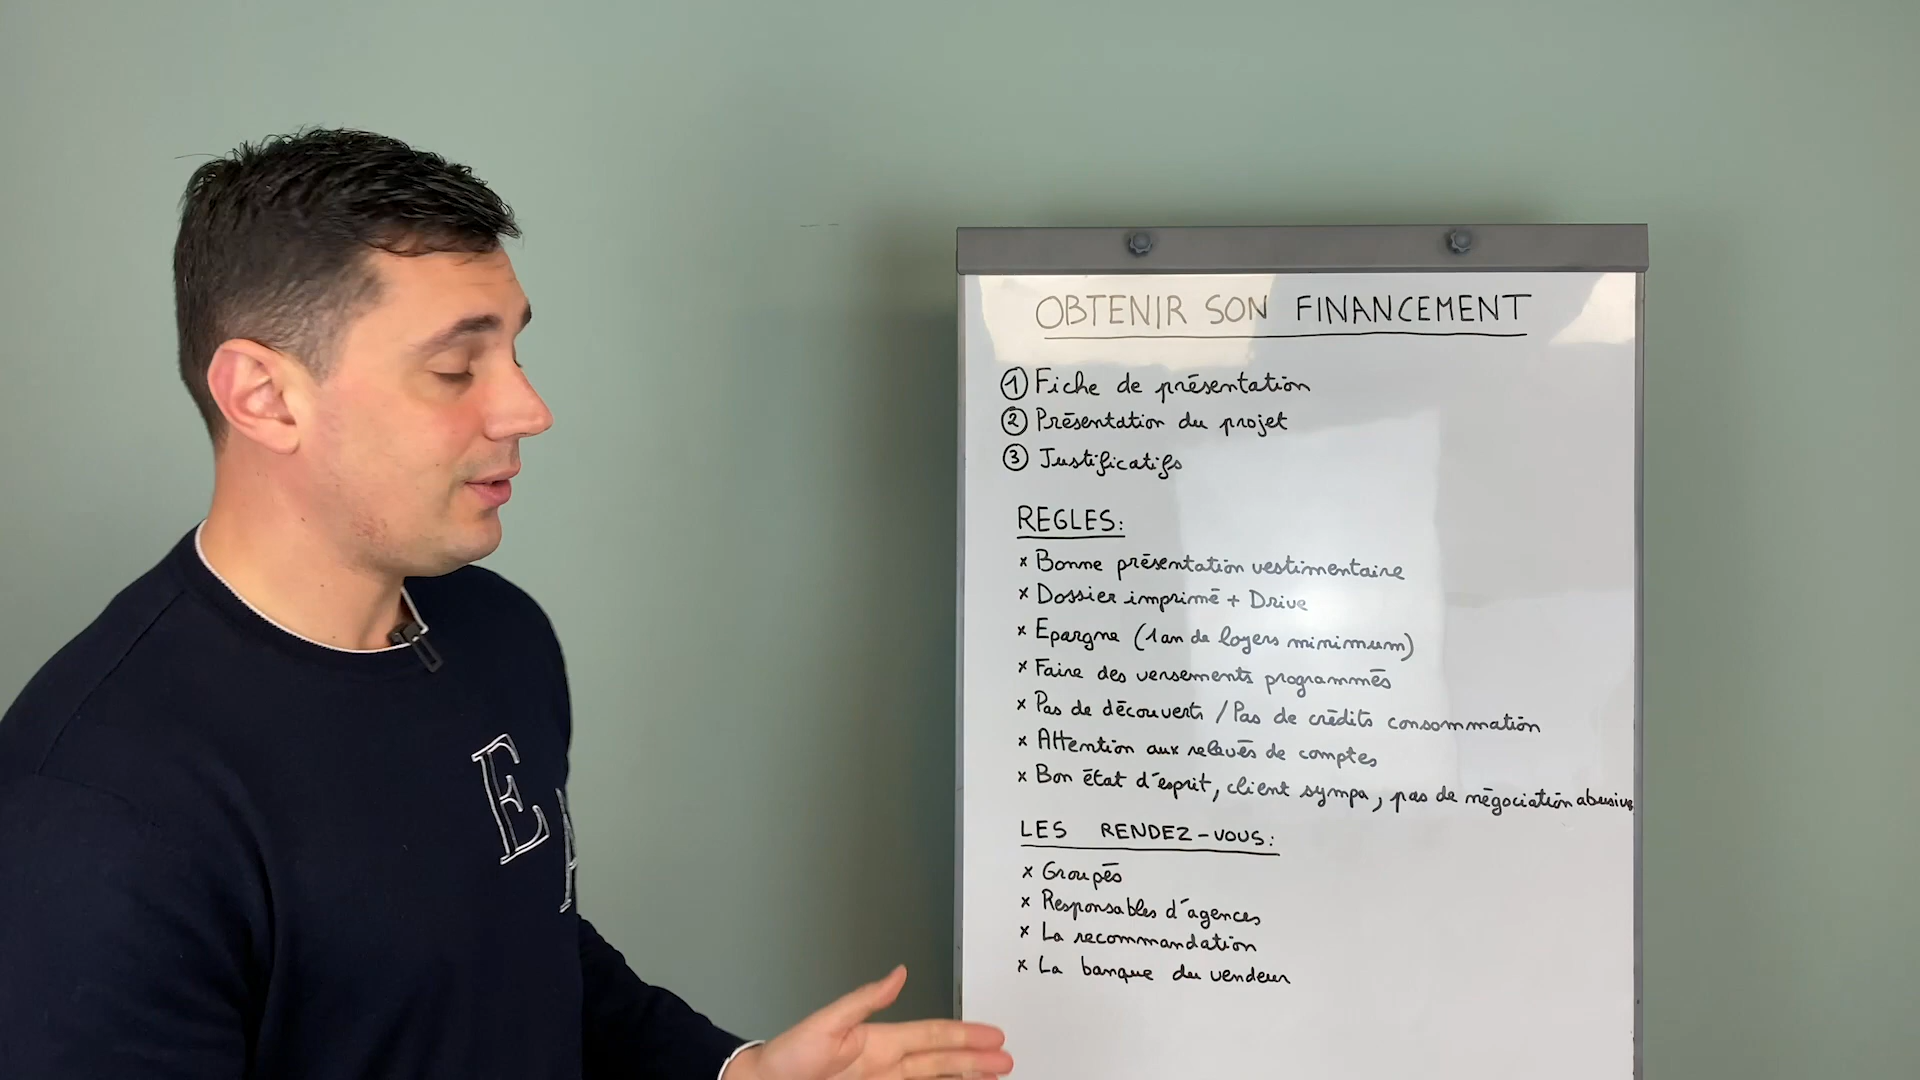 OBTENIR SON FINANCEMENT
① Fiche de présentation
② Présentation du projet
③ Justificatifs
REGLES:
× Bonne présentation vestimentaire
× Dossier imprimé + Drive
× Epargne (1 an de loyers minimum)
× Faire des versements programmés
× Pas de découverts / Pas de crédits consommation
× Attention aux relevés de comptes
× Bon état d'esprit, client sympa, pas de négociation abusive
LES RENDEZ-VOUS:
× Groupés
× Responsables d'agences
× La recommandation
× La banque du vendeur
E A